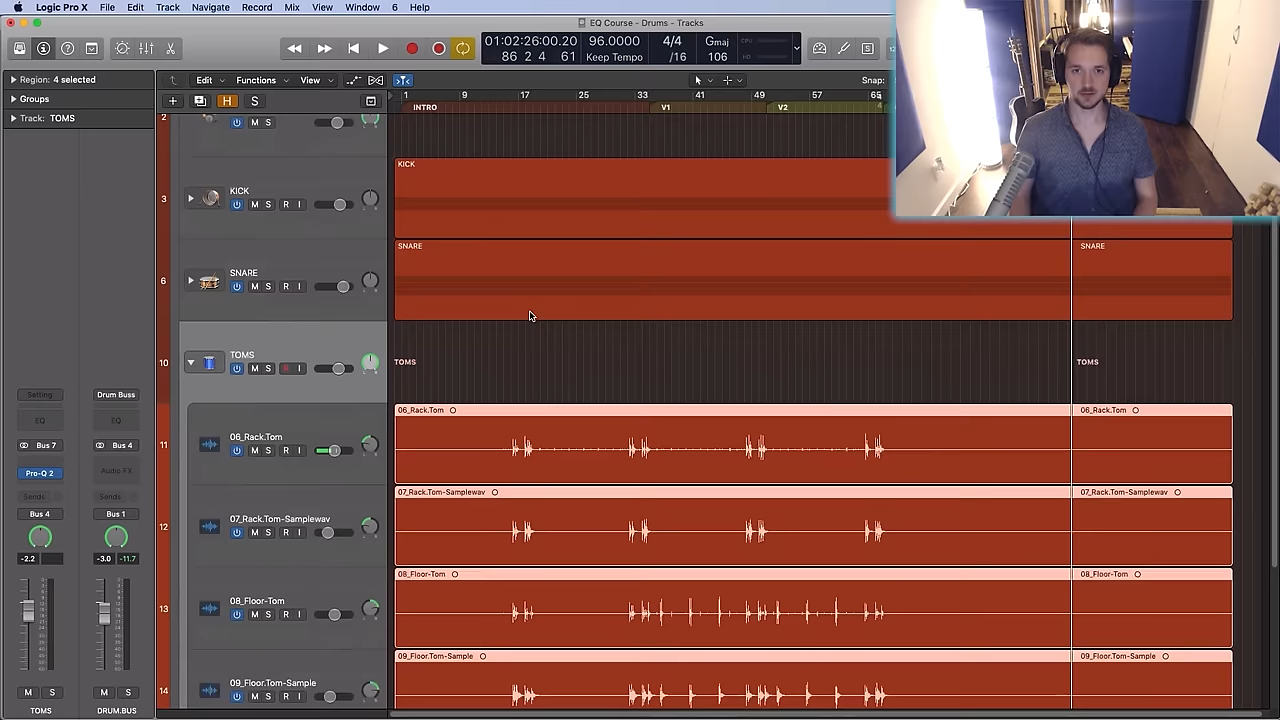 Logic Pro X File Edit Track Navigate Record Mix View Window 6 Help
EQ Course - Drums - Tracks
01:02:26:00.20 96.0000 4/4 Gmaj CPU
86 2 4 61 Keep Tempo /16 106 HD
Region: 4 selected
Edit Functions View Snap:
Groups
H S
1 9 17 25 33 41 49 57 65
INTRO V1 V2
Track: TOMS
2 M S
KICK
3 KICK
M S R I
SNARE SNARE
6 SNARE
M S R I
10 TOMS
M S R I
TOMS TOMS
Setting Drum Buss
EQ EQ
Bus 7 Bus 4
Pro-Q 2 Audio FX
Sends Sends
Bus 4 Bus 1
-2.2 -3.0 -11.7
M S M S
TOMS DRUM.BUS
06_Rack.Tom 06_Rack.Tom
11 06_Rack.Tom
M S R I
07_Rack.Tom-Samplewav 07_Rack.Tom-Samplewav
12 07_Rack.Tom-Samplewav
M S R I
08_Floor-Tom 08_Floor-Tom
13 08_Floor-Tom
M S R I
09_Floor.Tom-Sample 09_Floor.Tom-Sample
14 09_Floor.Tom-Sample
M S R I